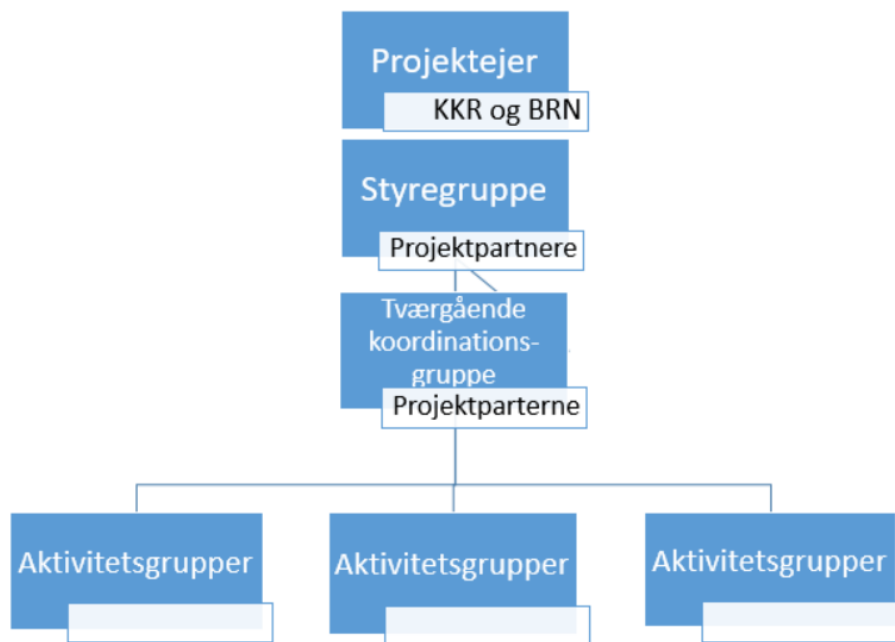 Projektejer
KKR og BRN
Styregruppe
Projektpartnere
Tværgående
koordinations-
gruppe
Projektparterne
Aktivitetsgrupper
Aktivitetsgrupper
Aktivitetsgrupper